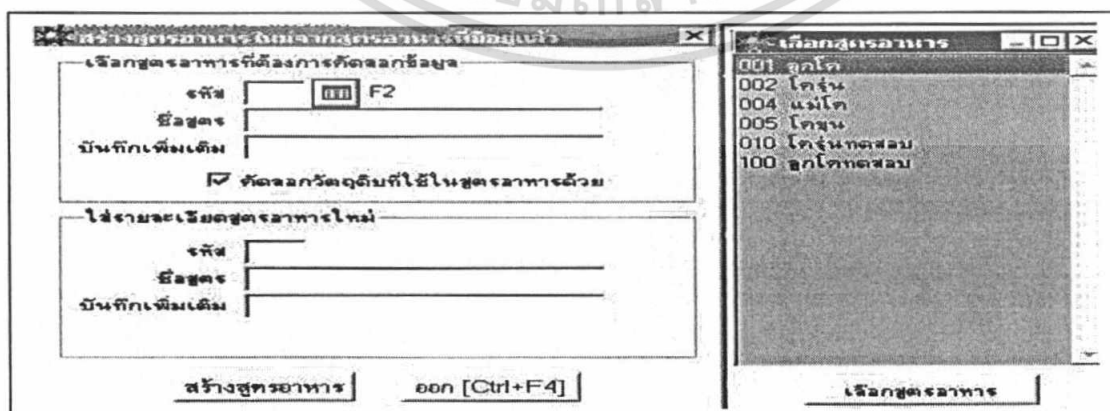 สร้างสูตรอาหารใหม่จากสูตรอาหารที่มีอยู่แล้ว
เลือกสูตรอาหารที่ต้องการคัดลอกข้อมูล
รหัส F2
ชื่อสูตร
บันทึกเพิ่มเติม
คัดลอกวัตถุดิบที่ใช้ในสูตรอาหารด้วย
ใส่รายละเอียดสูตรอาหารใหม่
รหัส
ชื่อสูตร
บันทึกเพิ่มเติม
สร้างสูตรอาหาร ออก [Ctrl+F4]
เลือกสูตรอาหาร
001 ลูกโค
002 โครุ่น
004 แม่โค
005 โคขุน
010 โครุ่นทดสอบ
100 ลูกโคทดสอบ
เลือกสูตรอาหาร